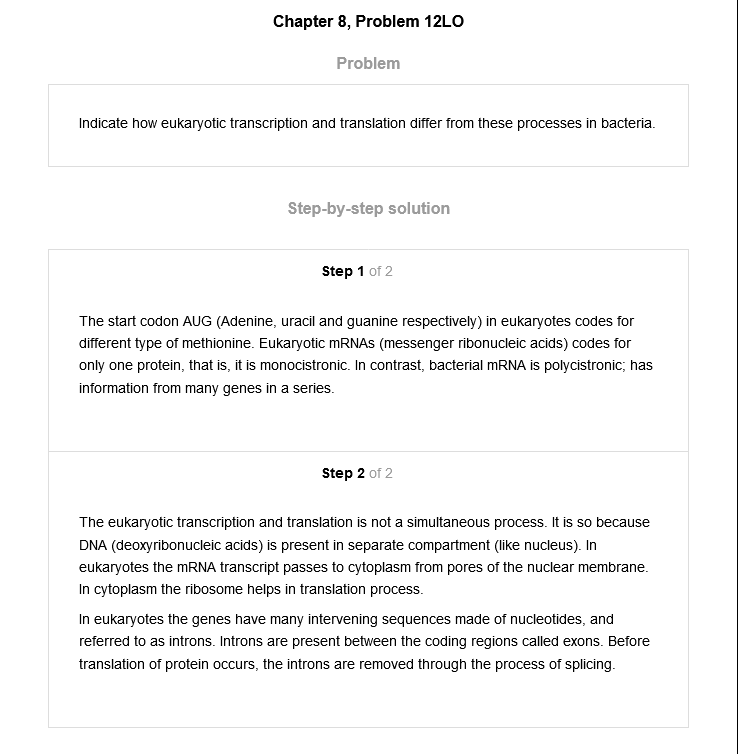 Chapter 8, Problem 12LO
Problem
Indicate how eukaryotic transcription and translation differ from these processes in bacteria.
Step-by-step solution
Step 1 of 2
The start codon AUG (Adenine, uracil and guanine respectively) in eukaryotes codes for
different type of methionine. Eukaryotic mRNAs (messenger ribonucleic acids) codes for
only one protein, that is, it is monocistronic. In contrast, bacterial mRNA is polycistronic; has
information from many genes in a series.
Step 2 of 2
The eukaryotic transcription and translation is not a simultaneous process. It is so because
DNA (deoxyribonucleic acids) is present in separate compartment (like nucleus). In
eukaryotes the mRNA transcript passes to cytoplasm from pores of the nuclear membrane.
In cytoplasm the ribosome helps in translation process.
In eukaryotes the genes have many intervening sequences made of nucleotides, and
referred to as introns. Introns are present between the coding regions called exons. Before
translation of protein occurs, the introns are removed through the process of splicing.